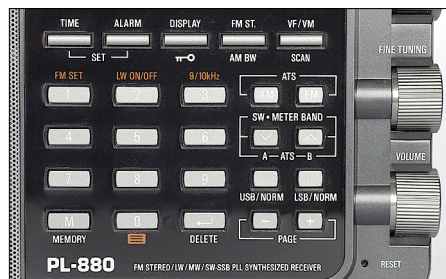 TIME ALARM DISPLAY FM ST. VF/VM
SET AM BW SCAN
FINE TUNING
FM SET LW ON/OFF 9/10kHz ATS
1 2 3 AM FM
SW•METER BAND
4 5 6
A—ATS—B
VOLUME
7 8 9
USB/NORM LSB/NORM
M 0 - +
MEMORY DELETE PAGE
PL-880 FM STEREO/LW/MW/SW-SSB PLL SYNTHESIZED RECEIVER
RESET